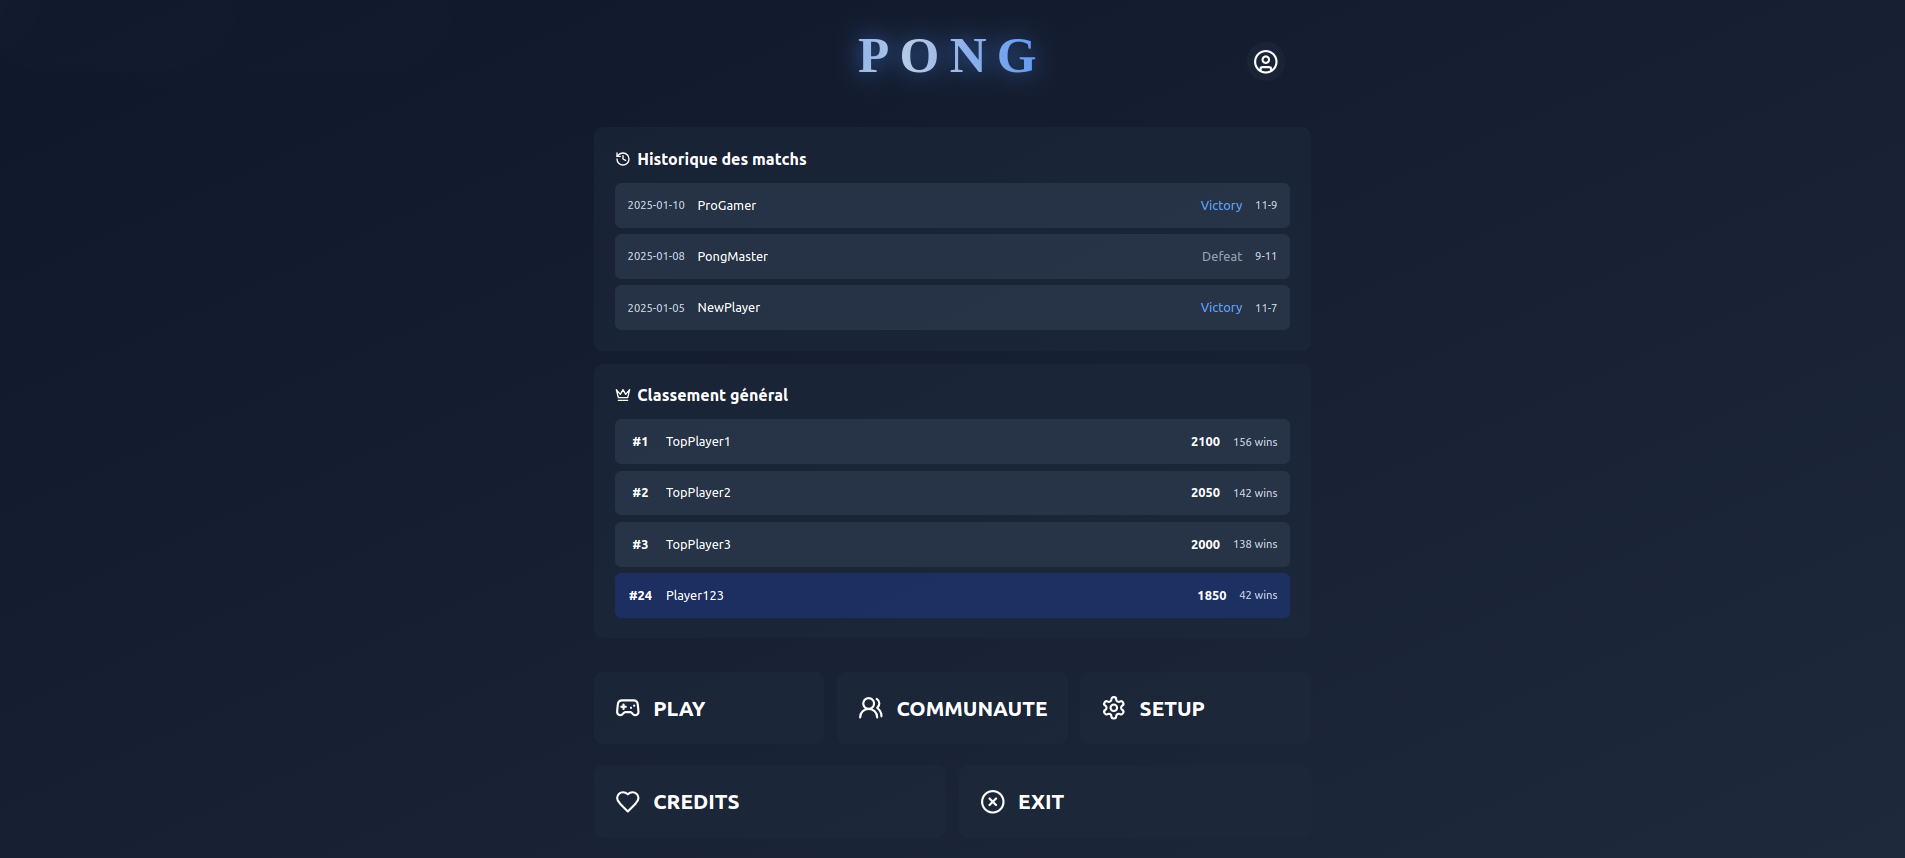 PONG
Historique des matchs
2025-01-10 ProGamer Victory 11-9
2025-01-08 PongMaster Defeat 9-11
2025-01-05 NewPlayer Victory 11-7
Classement général
#1 TopPlayer1 2100 156 wins
#2 TopPlayer2 2050 142 wins
#3 TopPlayer3 2000 138 wins
#24 Player123 1850 42 wins
PLAY COMMUNAUTE SETUP
CREDITS EXIT